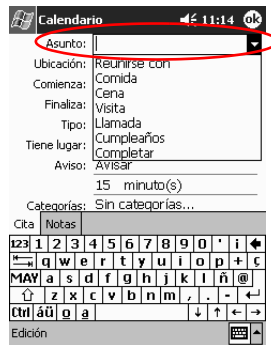 Calendario 11:14 ok
Asunto:
Ubicación: Reunirse con
Comienza: Comida
Cena
Finaliza: Visita
Tipo: Llamada
Tiene lugar: Cumpleaños
Completar
Aviso: Avisar
15 minuto(s)
Categorías: Sin categorías...
Cita Notas
123 1 2 3 4 5 6 7 8 9 0 ' ¡
q w e r t y u i o p + ç
MAY a s d f g h j k l ñ @
z x c v b n m , . -
Ctrl áü º ª
Edición